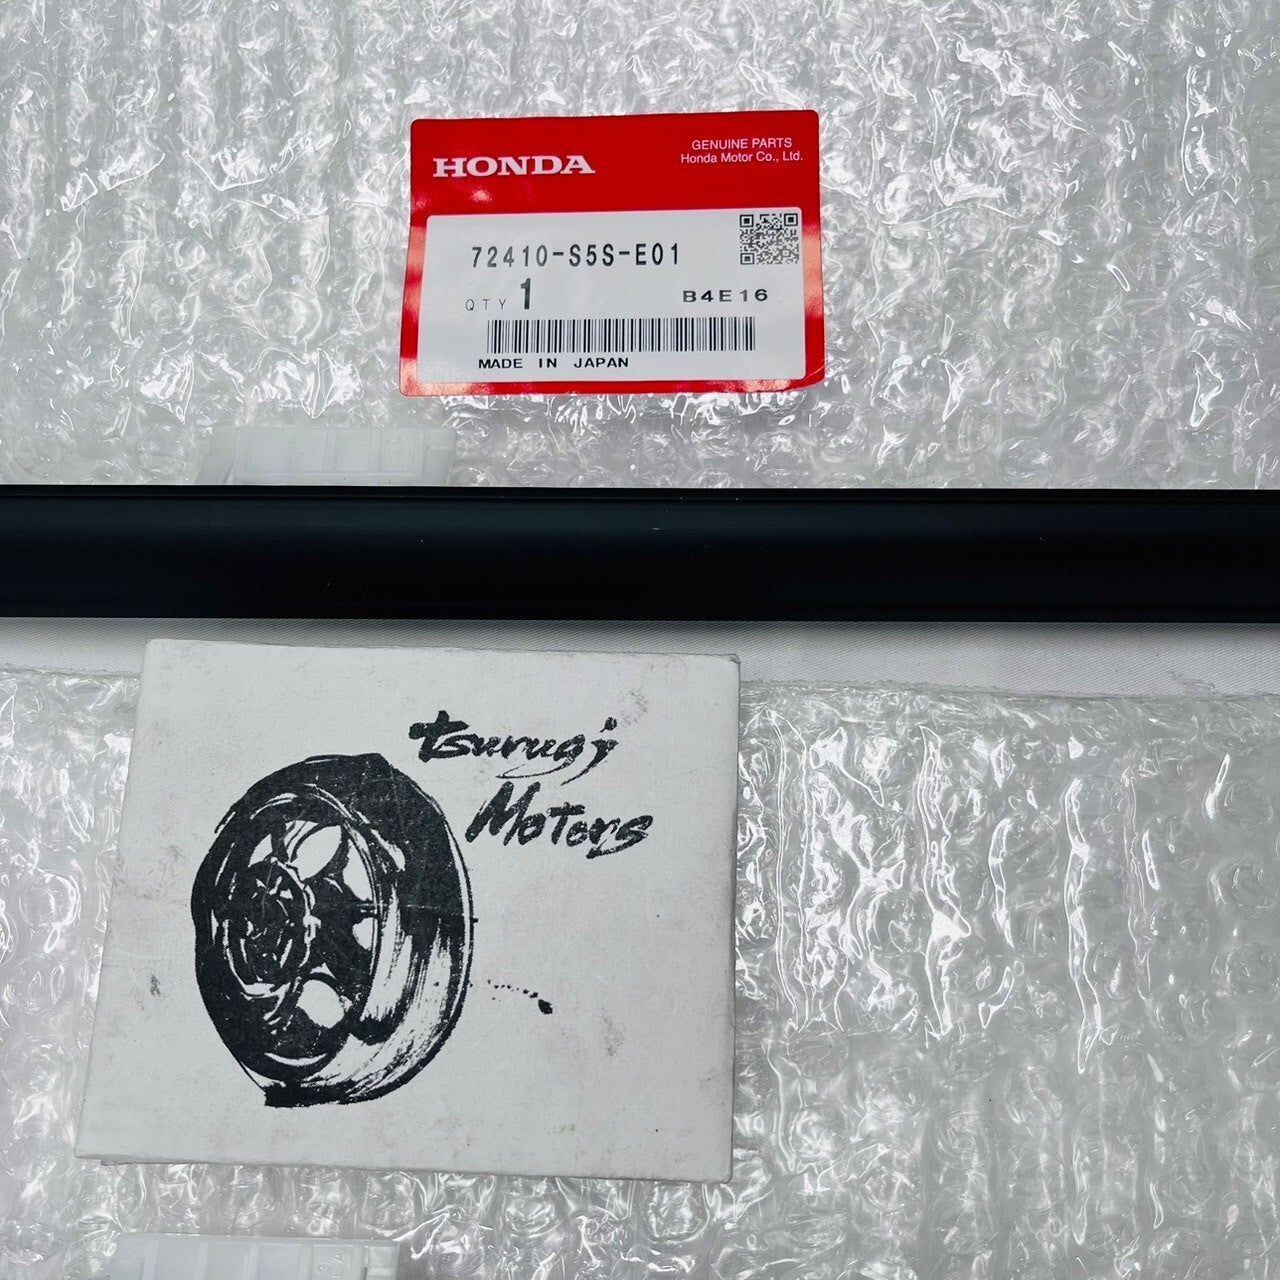 HONDA
GENUINE PARTS
Honda Motor Co., Ltd.
72410-S5S-E01
QTY 1
B4E16
MADE IN JAPAN
tsurugi
Motors